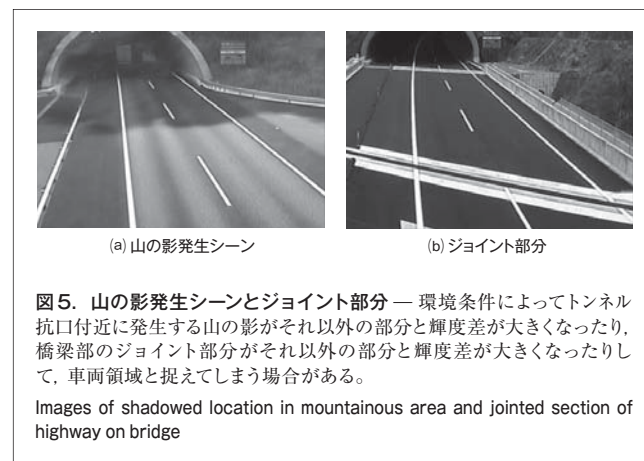 (a) 山の影発生シーン
(b) ジョイント部分
図5. 山の影発生シーンとジョイント部分 — 環境条件によってトンネル
抗口付近に発生する山の影がそれ以外の部分と輝度差が大きくなったり,
橋梁部のジョイント部分がそれ以外の部分と輝度差が大きくなったりし
て, 車両領域と捉えてしまう場合がある。
Images of shadowed location in mountainous area and jointed section of
highway on bridge